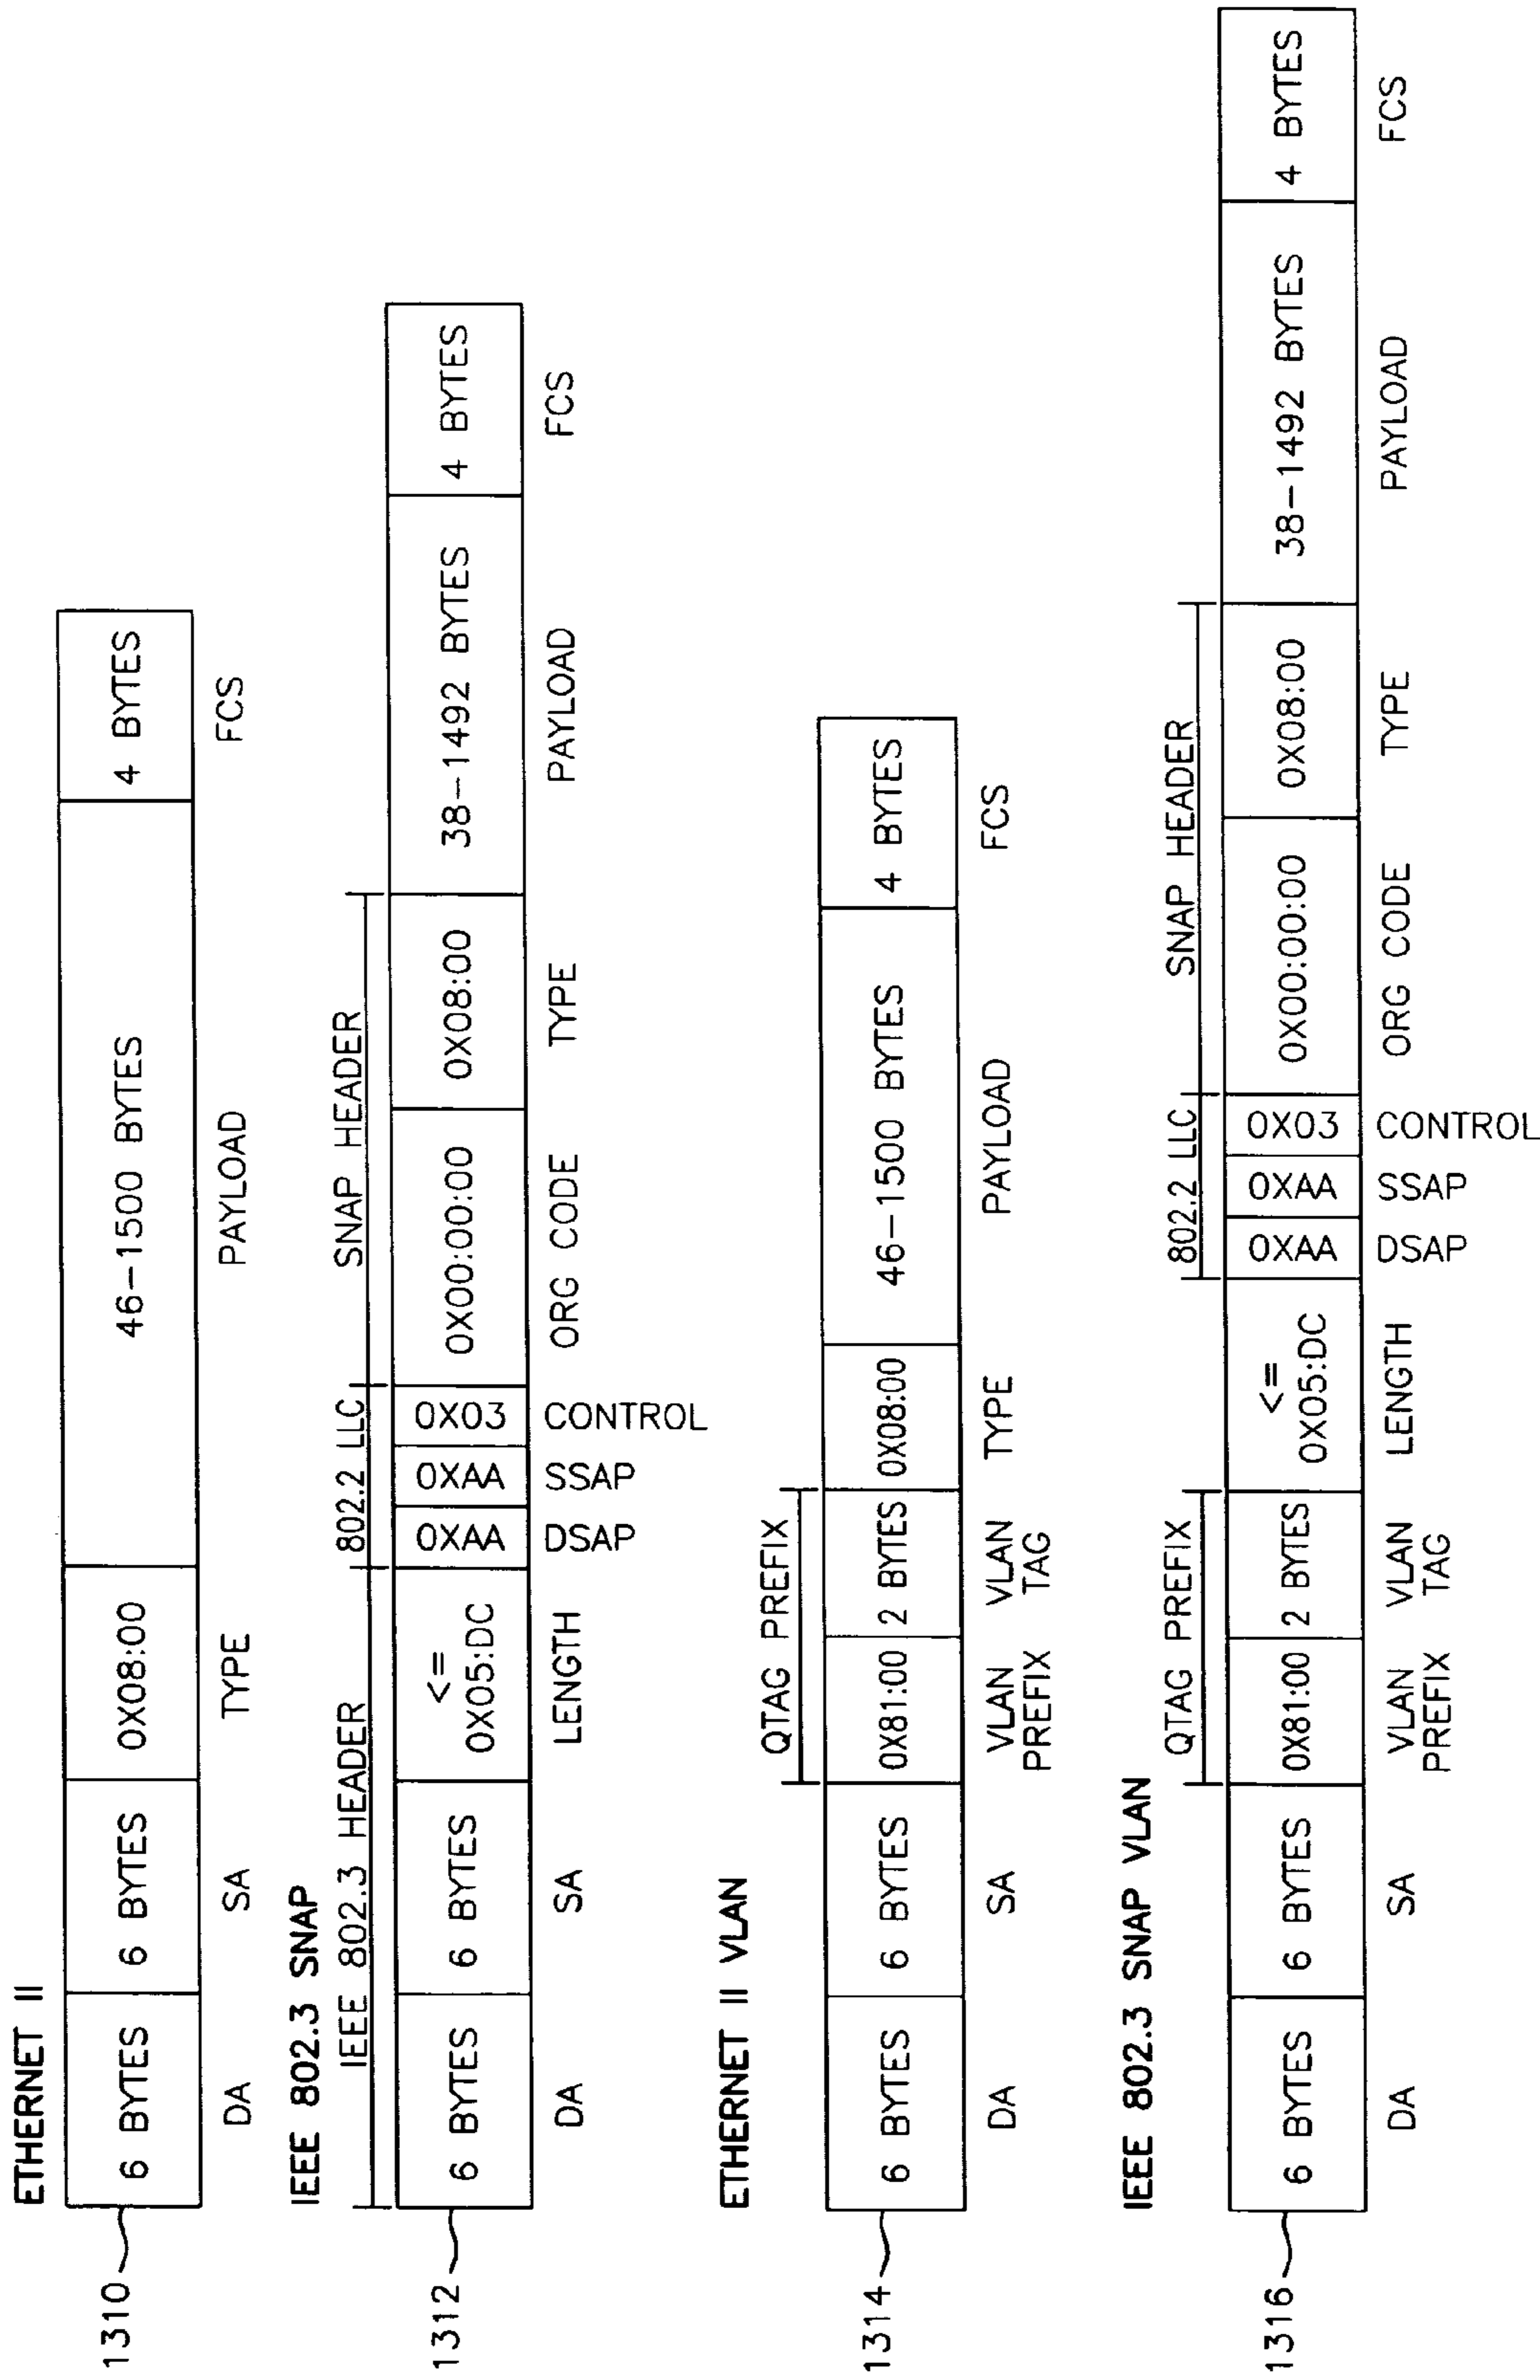 ETHERNET II
1310
6 BYTES 6 BYTES 0X08:00 46-1500 BYTES 4 BYTES
DA SA TYPE PAYLOAD FCS
IEEE 802.3 SNAP
IEEE 802.3 HEADER 802.2 LLC SNAP HEADER
1312
6 BYTES 6 BYTES <= 0X05:DC 0XAA 0XAA 0X03 0X00:00:00 0X08:00 38-1492 BYTES 4 BYTES
DA SA LENGTH DSAP SSAP CONTROL ORG CODE TYPE PAYLOAD FCS
ETHERNET II VLAN
QTAG PREFIX
1314
6 BYTES 6 BYTES 0X81:00 2 BYTES 0X08:00 46-1500 BYTES 4 BYTES
DA SA VLAN PREFIX VLAN TAG TYPE PAYLOAD FCS
IEEE 802.3 SNAP VLAN
QTAG PREFIX 802.2 LLC SNAP HEADER
1316
6 BYTES 6 BYTES 0X81:00 2 BYTES <= 0X05:DC 0XAA 0XAA 0X03 0X00:00:00 0X08:00 38-1492 BYTES 4 BYTES
DA SA VLAN PREFIX VLAN TAG LENGTH DSAP SSAP CONTROL ORG CODE TYPE PAYLOAD FCS